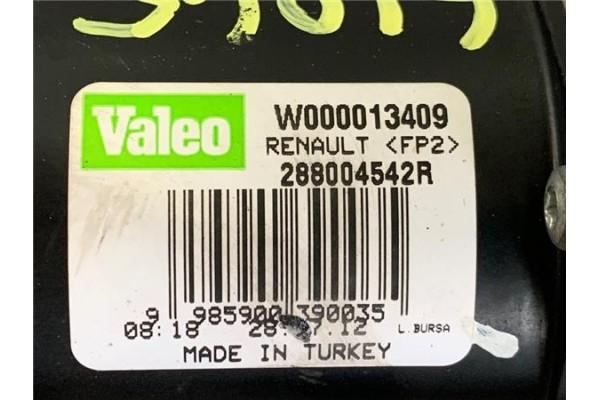 Valeo
W000013409
RENAULT <FP2>
288004542R
9 985900 390035
08:18
L.BURSA
MADE IN TURKEY